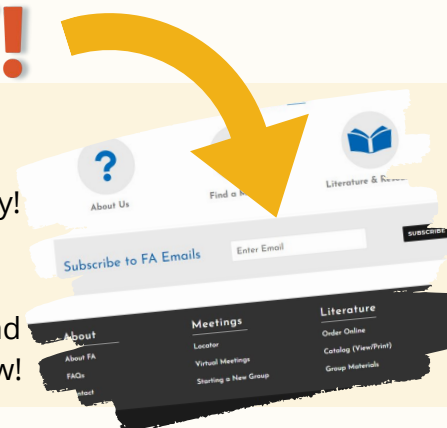 !
y!
nd
w!
About Us
Find a
Literature &
Subscribe to FA Emails
Enter Email
SUBSCRIBE
About
About FA
FAQs
Meetings
Locator
Virtual Meetings
Starting a New Group
Literature
Order Online
Catalog (View/Print)
Group Materials